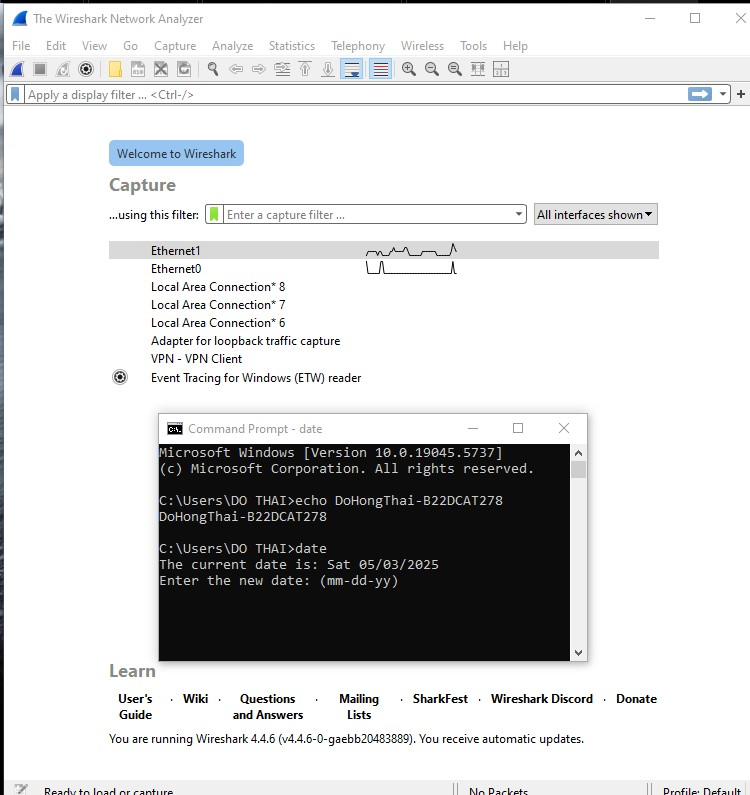 The Wireshark Network Analyzer
File Edit View Go Capture Analyze Statistics Telephony Wireless Tools Help
Apply a display filter ... <Ctrl-/>
Welcome to Wireshark
Capture
...using this filter: Enter a capture filter ... All interfaces shown
Ethernet1
Ethernet0
Local Area Connection* 8
Local Area Connection* 7
Local Area Connection* 6
Adapter for loopback traffic capture
VPN - VPN Client
Event Tracing for Windows (ETW) reader
Command Prompt - date
Microsoft Windows [Version 10.0.19045.5737]
(c) Microsoft Corporation. All rights reserved.
C:\Users\DO THAI>echo DoHongThai-B22DCAT278
DoHongThai-B22DCAT278
C:\Users\DO THAI>date
The current date is: Sat 05/03/2025
Enter the new date: (mm-dd-yy)
Learn
User's Guide · Wiki · Questions and Answers · Mailing Lists · SharkFest · Wireshark Discord · Donate
You are running Wireshark 4.4.6 (v4.4.6-0-gaebb20483889). You receive automatic updates.
Ready to load or capture No Packets Profile: Default